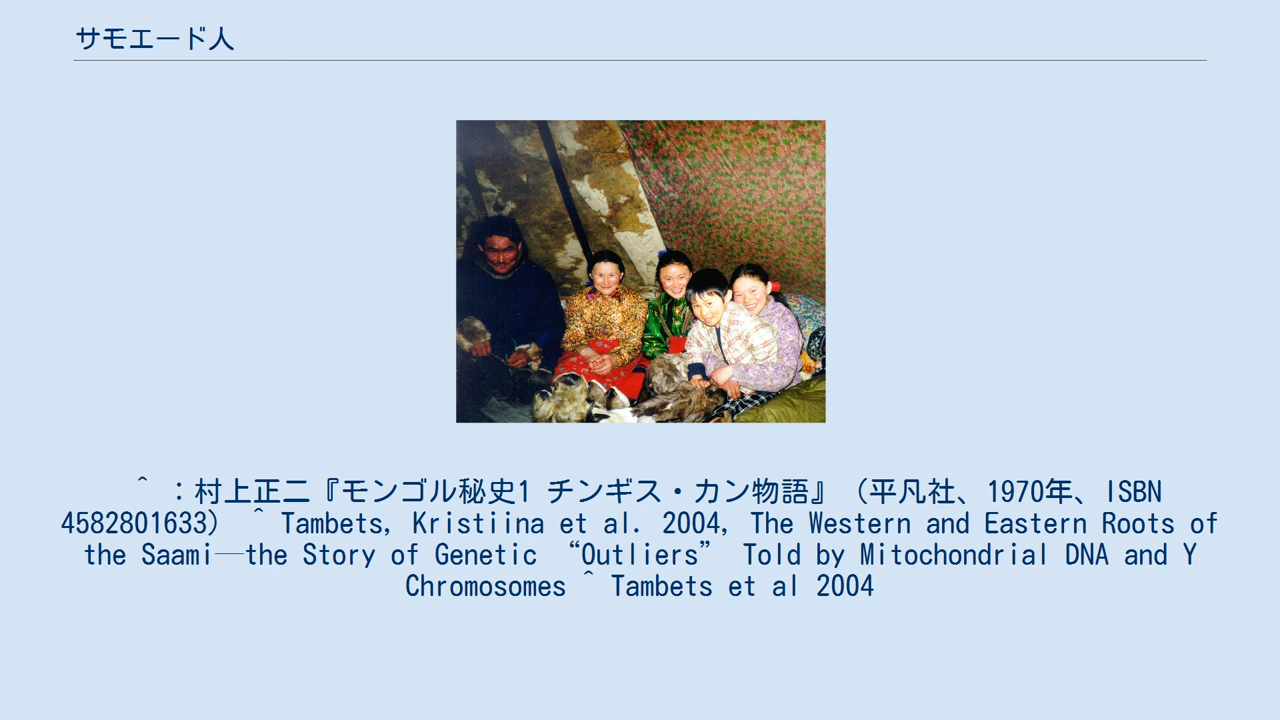 サモエード人
^ ：村上正二『モンゴル秘史1 チンギス・カン物語』（平凡社、1970年、ISBN
4582801633） ^ Tambets, Kristiina et al. 2004, The Western and Eastern Roots of
the Saami—the Story of Genetic “Outliers” Told by Mitochondrial DNA and Y
Chromosomes ^ Tambets et al 2004